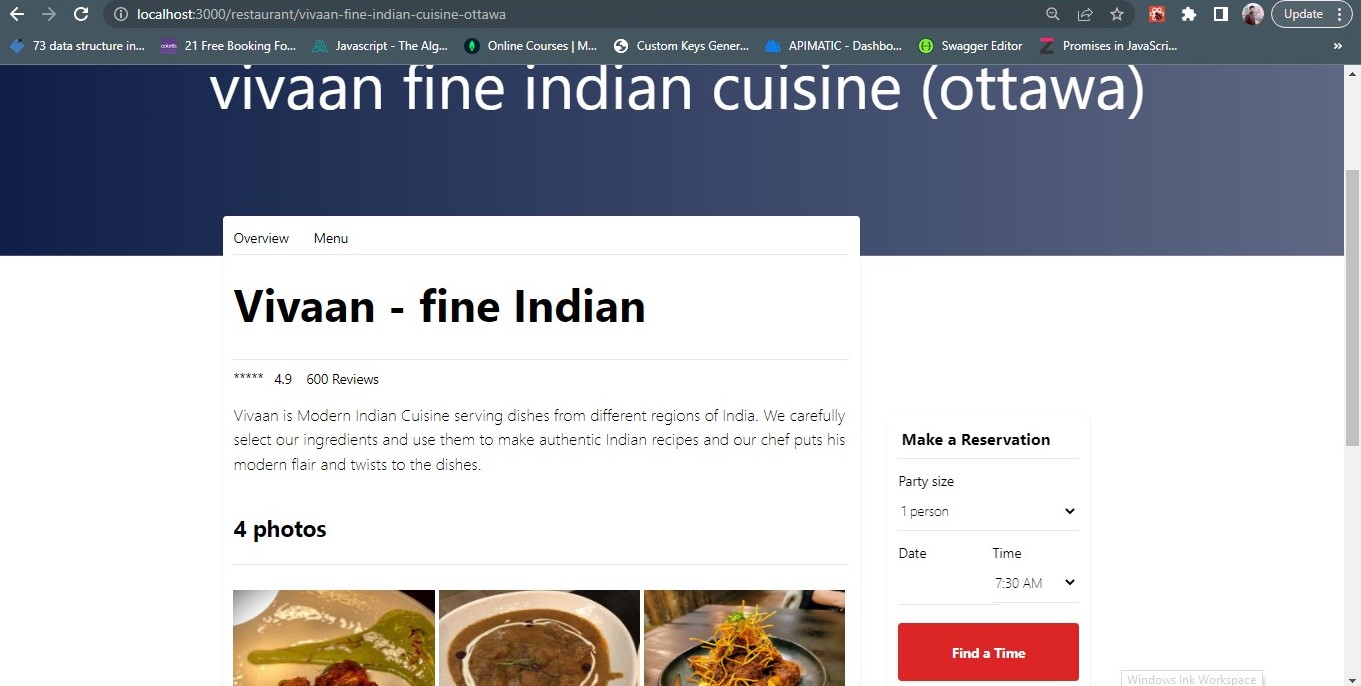 localhost:3000/restaurant/vivaan-fine-indian-cuisine-ottawa
Update
73 data structure in...
colorlib
21 Free Booking Fo...
Javascript - The Alg...
Online Courses | M...
Custom Keys Gener...
APIMATIC - Dashbo...
Swagger Editor
Promises in JavaScri...
»
vivaan fine indian cuisine (ottawa)
Overview Menu
Vivaan - fine Indian
***** 4.9 600 Reviews
Vivaan is Modern Indian Cuisine serving dishes from different regions of India. We carefully
select our ingredients and use them to make authentic Indian recipes and our chef puts his
modern flair and twists to the dishes.
4 photos
Make a Reservation
Party size
1 person
Date Time
7:30 AM
Find a Time
Windows Ink Workspace